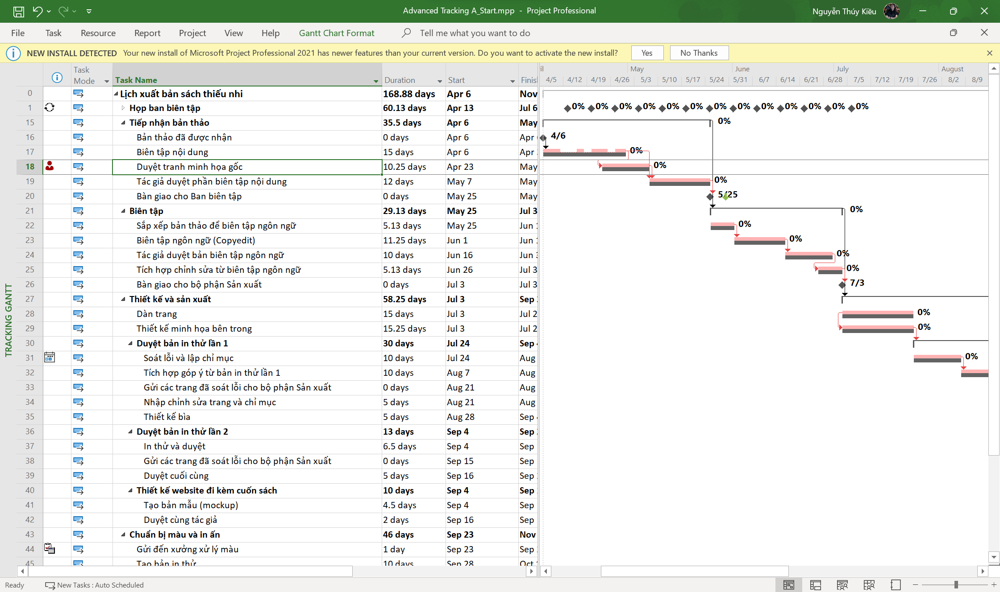 Advanced Tracking A_Start.mpp - Project Professional
Nguyễn Thúy Kiều
File Task Resource Report Project View Help Gantt Chart Format Tell me what you want to do
NEW INSTALL DETECTED Your new install of Microsoft Project Professional 2021 has newer features than your current version. Do you want to activate the new install? Yes No Thanks
Task Mode Task Name Duration Start Finish
ril May June July August
4/5 4/12 4/19 4/26 5/3 5/10 5/17 5/24 5/31 6/7 6/14 6/21 6/28 7/5 7/12 7/19 7/26 8/2 8/9
0 Lịch xuất bản sách thiếu nhi 168.88 days Apr 6 Nov
1 Họp ban biên tập 60.13 days Apr 13 Jul 6 0% 0% 0% 0% 0% 0% 0% 0% 0% 0% 0% 0% 0%
15 Tiếp nhận bản thảo 35.5 days Apr 6 May 0%
16 Bản thảo đã được nhận 0 days Apr 6 Apr 4/6
17 Biên tập nội dung 15 days Apr 6 Apr 0%
18 Duyệt tranh minh họa gốc 10.25 days Apr 23 May 0%
19 Tác giả duyệt phần biên tập nội dung 12 days May 7 May 0%
20 Bàn giao cho Ban biên tập 0 days May 25 May 5/25
21 Biên tập 29.13 days May 25 Jul 3 0%
22 Sắp xếp bản thảo để biên tập ngôn ngữ 5.13 days May 25 Jun 0%
23 Biên tập ngôn ngữ (Copyedit) 11.25 days Jun 1 Jun 0%
24 Tác giả duyệt bản biên tập ngôn ngữ 10 days Jun 16 Jun 0%
25 Tích hợp chỉnh sửa từ biên tập ngôn ngữ 5.13 days Jun 26 Jul 3 0%
26 Bàn giao cho bộ phận Sản xuất 0 days Jul 3 Jul 3 7/3
27 Thiết kế và sản xuất 58.25 days Jul 3 Sep
28 Dàn trang 15 days Jul 3 Jul 2 0%
29 Thiết kế minh họa bên trong 15.25 days Jul 3 Jul 2 0%
30 Duyệt bản in thử lần 1 30 days Jul 24 Sep
31 Soát lỗi và lập chỉ mục 10 days Jul 24 Aug 0%
32 Tích hợp góp ý từ bản in thử lần 1 10 days Aug 7 Aug
33 Gửi các trang đã soát lỗi cho bộ phận Sản xuất 0 days Aug 21 Aug
34 Nhập chỉnh sửa trang và chỉ mục 5 days Aug 21 Aug
35 Thiết kế bìa 5 days Aug 28 Sep
36 Duyệt bản in thử lần 2 13 days Sep 4 Sep
37 In thử và duyệt 6.5 days Sep 4 Sep
38 Gửi các trang đã soát lỗi cho bộ phận Sản xuất 0 days Sep 15 Sep
39 Duyệt cuối cùng 5 days Sep 16 Sep
40 Thiết kế website đi kèm cuốn sách 10 days Sep 4 Sep
41 Tạo bản mẫu (mockup) 4.5 days Sep 4 Sep
42 Duyệt cùng tác giả 2 days Sep 16 Sep
43 Chuẩn bị màu và in ấn 46 days Sep 23 Nov
44 Gửi đến xưởng xử lý màu 1 day Sep 23 Sep
45 Tạo bản in thử 10 days Sep 28 Oct
TRACKING GANTT
Ready New Tasks : Auto Scheduled